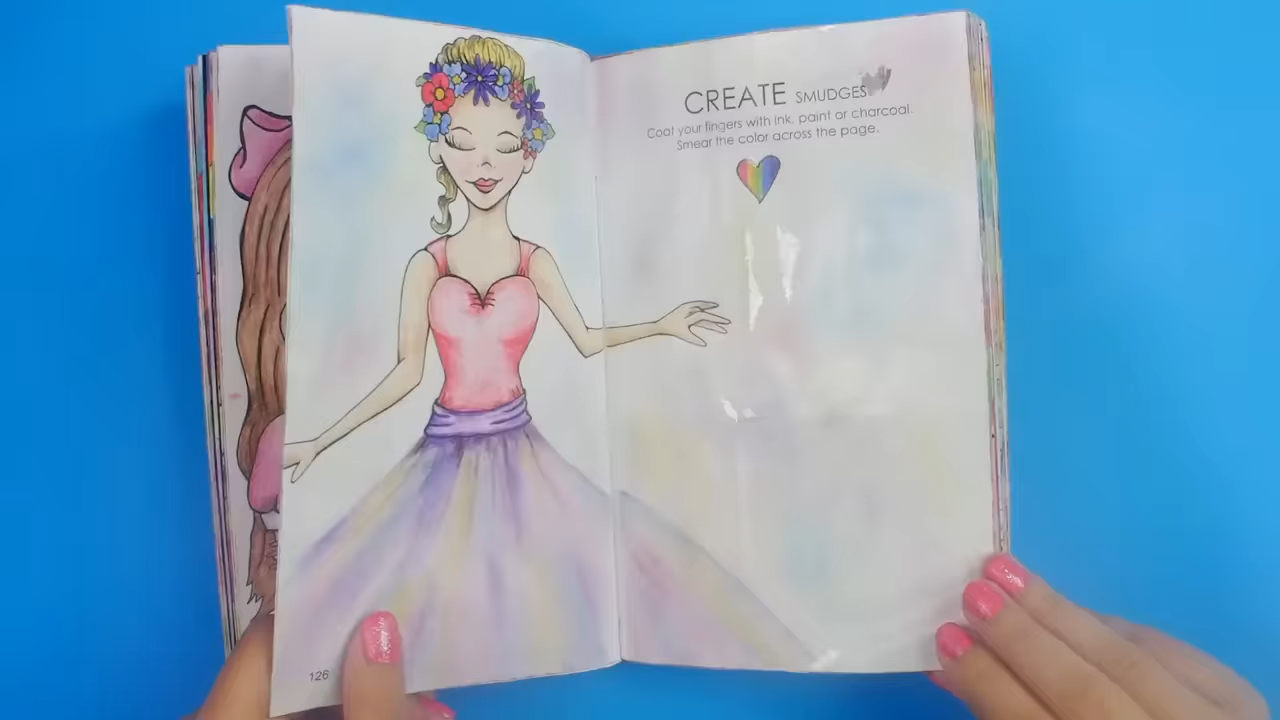 CREATE SMUDGES
Coat your fingers with ink, paint or charcoal.
Smear the color across the page.
126